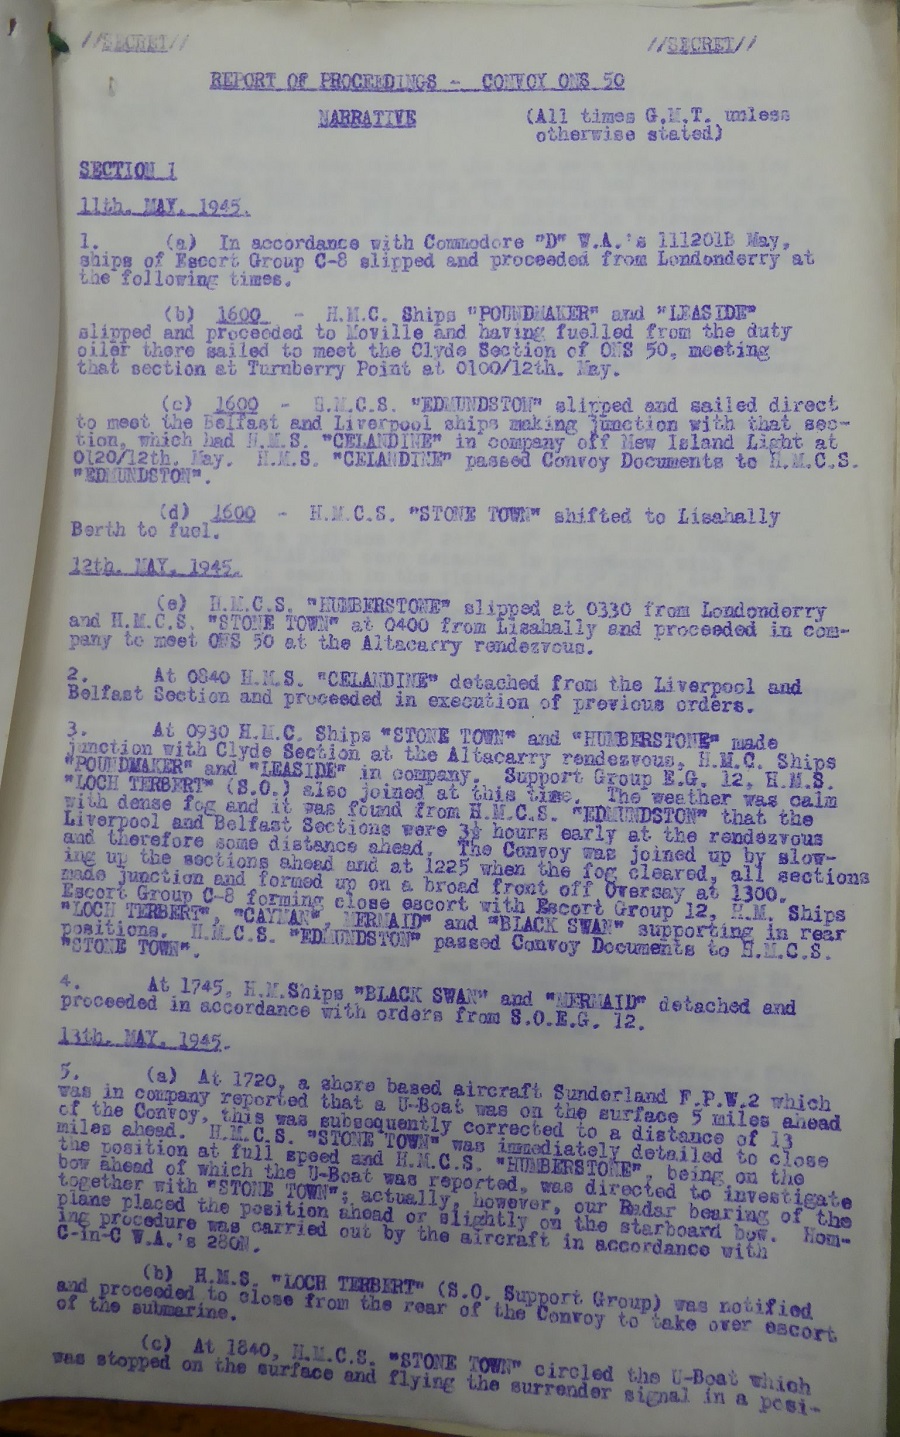 //SECRET// //SECRET//
REPORT OF PROCEEDINGS - CONVOY ONS 50
NARRATIVE (All times G.M.T. unless
otherwise stated)
SECTION 1
11th. MAY. 1945.
1. (a) In accordance with Commodore "D" W.A.'s 111201B May,
ships of Escort Group C-8 slipped and proceeded from Londonderry at
the following times.
(b) 1600 - H.M.C. Ships "POUNDMAKER" and "LEASIDE"
slipped and proceeded to Moville and having fuelled from the duty
oiler there sailed to meet the Clyde Section of ONS 50, meeting
that section at Turnberry Point at 0100/12th. May.
(c) 1600 - H.M.C.S. "EDMUNDSTON" slipped and sailed direct
to meet the Belfast and Liverpool ships making junction with that sec-
tion, which had H.M.S. "CELANDINE" in company off New Island Light at
0120/12th. May. H.M.S. "CELANDINE" passed Convoy Documents to H.M.C.S.
"EDMUNDSTON".
(d) 1600 - H.M.C.S. "STONE TOWN" shifted to Lisahally
Berth to fuel.
12th. MAY. 1945.
(e) H.M.C.S. "HUMBERSTONE" slipped at 0330 from Londonderry
and H.M.C.S. "STONE TOWN" at 0400 from Lisahally and proceeded in com-
pany to meet ONS 50 at the Altacarry rendezvous.
2. At 0840 H.M.S. "CELANDINE" detached from the Liverpool and
Belfast Section and proceeded in execution of previous orders.
3. At 0930 H.M.C. Ships "STONE TOWN" and "HUMBERSTONE" made
junction with Clyde Section at the Altacarry rendezvous, H.M.C. Ships
"POUNDMAKER" and "LEASIDE" in company. Support Group E.G. 12, H.M.S.
"LOCH TERBERT" (S.O.) also joined at this time. The weather was calm
with dense fog and it was found from H.M.C.S. "EDMUNDSTON" that the
Liverpool and Belfast Sections were 3½ hours early at the rendezvous
and therefore some distance ahead. The Convoy was joined up by slow-
ing up the sections ahead and at 1225 when the fog cleared, all sections
made junction and formed up on a broad front off Oversay at 1300.
Escort Group C-8 forming close escort with Escort Group 12, H.M. Ships
"LOCH TERBERT", "CAYMAN", MERMAID" and "BLACK SWAN" supporting in rear
positions. H.M.C.S. "EDMUNDSTON" passed Convoy Documents to H.M.C.S.
"STONE TOWN".
4. At 1745, H.M.Ships "BLACK SWAN" and "MERMAID" detached and
proceeded in accordance with orders from S.O.E.G. 12.
13th. MAY. 1945.
5. (a) At 1720, a shore based aircraft Sunderland F.P.W.2 which
was in company reported that a U-Boat was on the surface 5 miles ahead
of the Convoy, this was subsequently corrected to a distance of 13
miles ahead. H.M.C.S. "STONE TOWN" was immediately detailed to close
the position at full speed and H.M.C.S. "HUMBERSTONE", being on the
bow ahead of which the U-Boat was reported, was directed to investigate
together with "STONE TOWN"; actually, however, our Radar bearing of the
plane placed the position ahead or slightly on the starboard bow. Hom-
ing procedure was carried out by the aircraft in accordance with
C-in-C W.A.'s 280N.
(b) H.M.S. "LOCH TERBERT" (S.O. Support Group) was notified
and proceeded to close from the rear of the Convoy to take over escort
of the submarine.
(c) At 1840, H.M.C.S. "STONE TOWN" circled the U-Boat which
was stopped on the surface and flying the surrender signal in a posi-